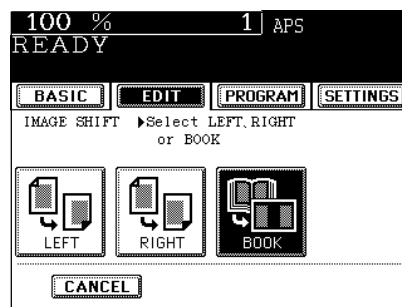 100 % 1 APS
READY
BASIC EDIT PROGRAM SETTINGS
IMAGE SHIFT ▶Select LEFT, RIGHT
or BOOK
LEFT RIGHT BOOK
CANCEL